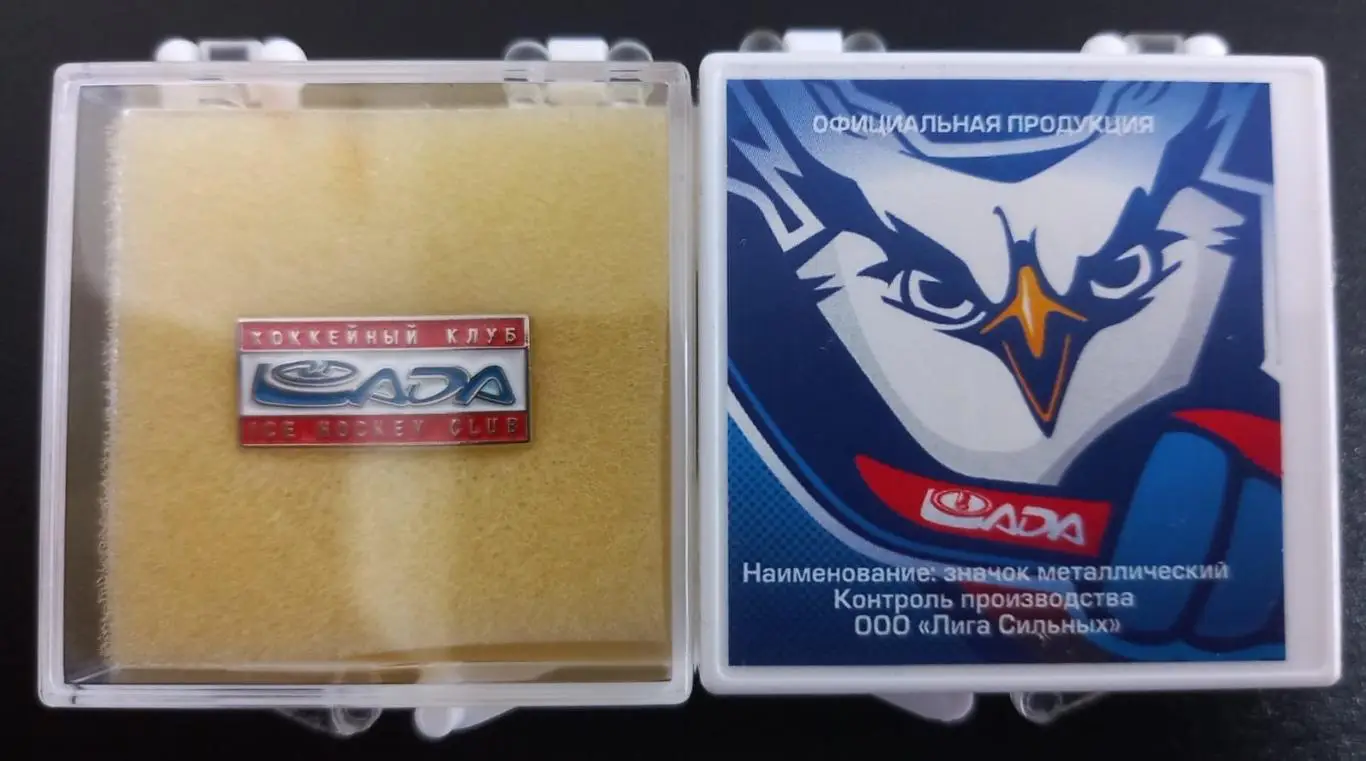 ХОККЕЙНЫЙ КЛУБ
LADA
ICE HOCKEY CLUB
ОФИЦИАЛЬНАЯ ПРОДУКЦИЯ
LADA
Наименование: значок металлический
Контроль производства
ООО «Лига Сильных»